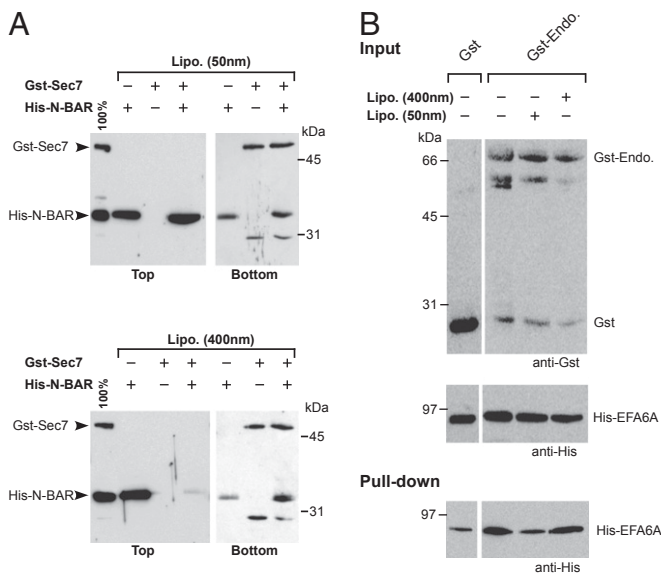 A
Lipo. (50nm)
Gst-Sec7 – + + – + +
His-N-BAR 100% + – + + – +
kDa
Gst-Sec7
45
His-N-BAR
31
Top Bottom
Lipo. (400nm)
Gst-Sec7 – + + – + +
His-N-BAR 100% + – + + – +
kDa
Gst-Sec7
45
His-N-BAR
31
Top Bottom
B
Input
Gst Gst-Endo.
Lipo. (400nm) – – – +
Lipo. (50nm) – – + –
kDa
66 Gst-Endo.
45
31
Gst
anti-Gst
97
His-EFA6A
anti-His
Pull-down
97
His-EFA6A
anti-His